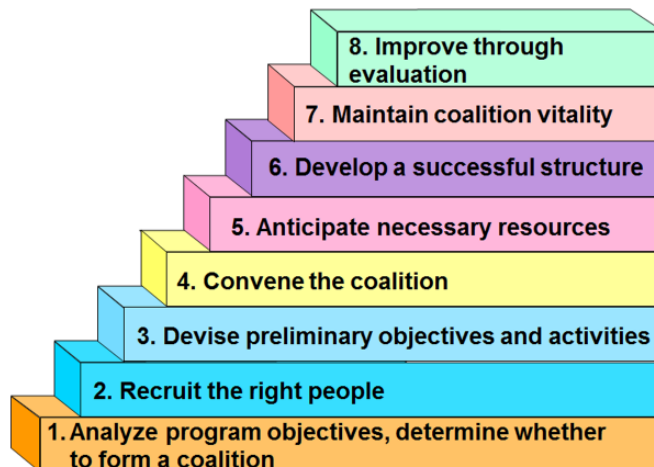 8. Improve through
evaluation
7. Maintain coalition vitality
6. Develop a successful structure
5. Anticipate necessary resources
4. Convene the coalition
3. Devise preliminary objectives and activities
2. Recruit the right people
1. Analyze program objectives, determine whether
to form a coalition